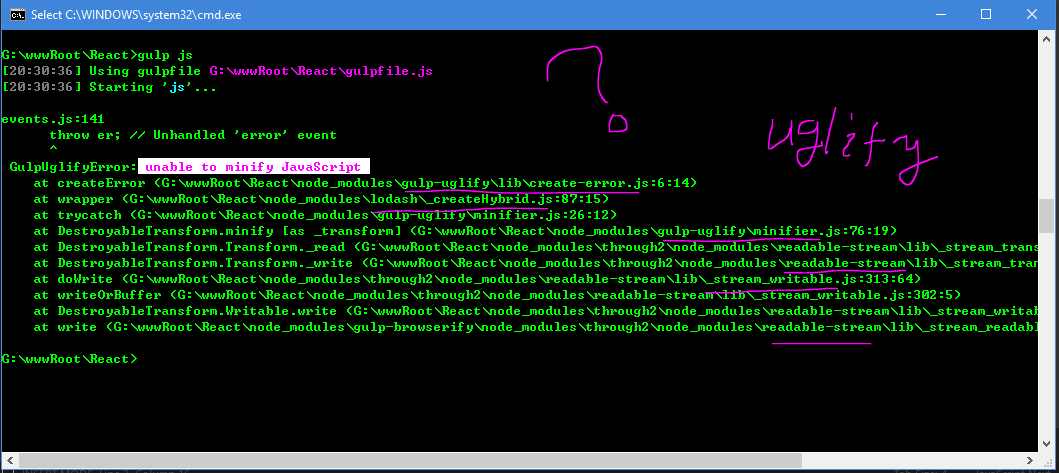 Select C:\WINDOWS\system32\cmd.exe
G:\wwwRoot\React>gulp js
[20:30:36] Using gulpfile G:\wwwRoot\React\gulpfile.js
[20:30:36] Starting 'js'...
?
uglify
events.js:141
throw er; // Unhandled 'error' event
^
GulpUglifyError: unable to minify JavaScript
at createError (G:\wwwRoot\React\node_modules\gulp-uglify\lib\create-error.js:6:14)
at wrapper (G:\wwwRoot\React\node_modules\lodash\_createHybrid.js:87:15)
at trycatch (G:\wwwRoot\React\node_modules\gulp-uglify\minifier.js:26:12)
at DestroyableTransform.minify [as _transform] (G:\wwwRoot\React\node_modules\gulp-uglify\minifier.js:76:19)
at DestroyableTransform.Transform._read (G:\wwwRoot\React\node_modules\through2\node_modules\readable-stream\lib\_stream_trans
at DestroyableTransform.Transform._write (G:\wwwRoot\React\node_modules\through2\node_modules\readable-stream\lib\_stream_tran
at doWrite (G:\wwwRoot\React\node_modules\through2\node_modules\readable-stream\lib\_stream_writable.js:313:64)
at writeOrBuffer (G:\wwwRoot\React\node_modules\through2\node_modules\readable-stream\lib\_stream_writable.js:302:5)
at DestroyableTransform.Writable.write (G:\wwwRoot\React\node_modules\through2\node_modules\readable-stream\lib\_stream_writab
at write (G:\wwwRoot\React\node_modules\gulp-browserify\node_modules\through2\node_modules\readable-stream\lib\_stream_readabl
G:\wwwRoot\React>